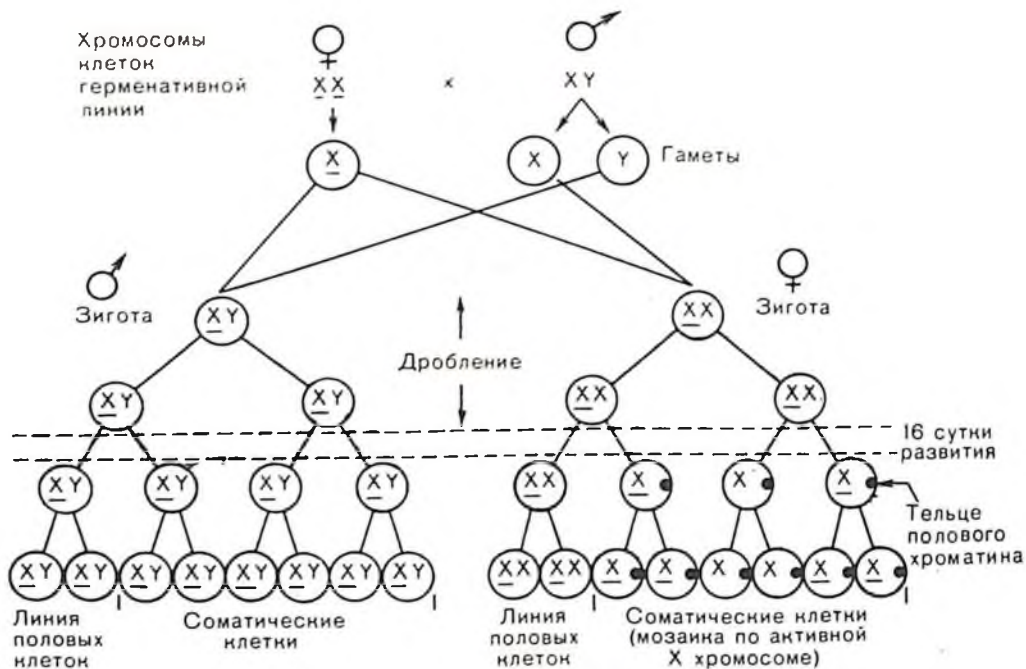 Хромосомы
клеток
герменативной
линии
♀
XX
×
♂
XY
X
X
Y
Гаметы
♂
Зигота
XY
♀
Зигота
XX
Дробление
XY
XY
XX
XX
16 сутки
развития
XY
XY
XY
XY
XX
X
X
X
Тельце
полового
хроматина
XY
XY
XY
XY
XY
XY
XY
XY
XX
XX
X
X
X
X
X
X
Линия
половых
клеток
Соматические
клетки
Линия
половых
клеток
Соматические клетки
(мозаика по активной
X хромосоме)